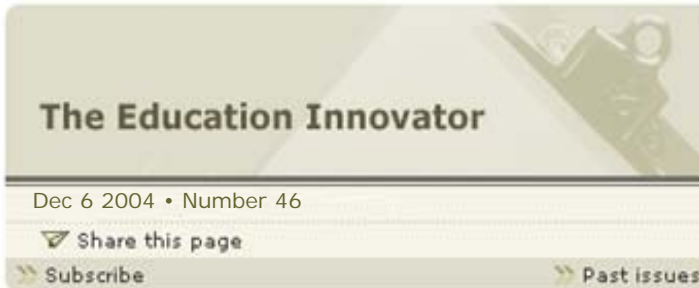 The Education Innovator
Dec 6 2004 • Number 46
Share this page
Subscribe Past issues